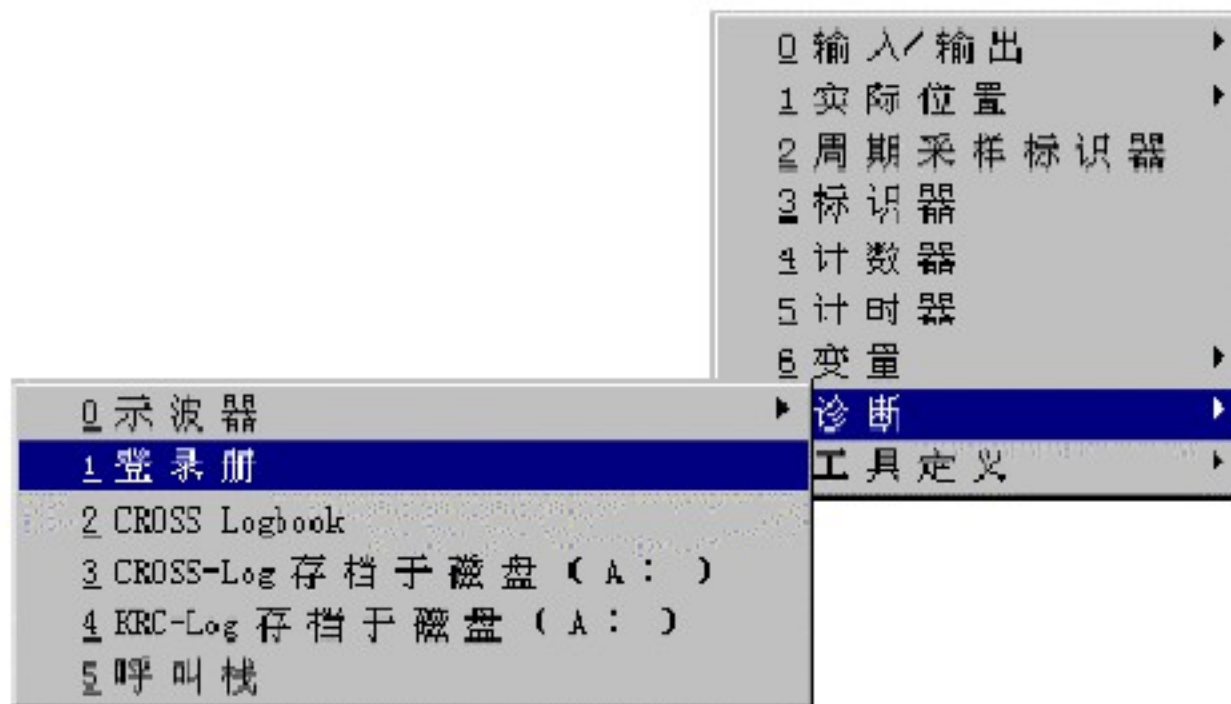 0 输入/输出
1 实际位置
2 周期采样标识器
3 标识器
4 计数器
5 计时器
6 变量
诊断
工具定义
0 示波器
1 登录册
2 CROSS Logbook
3 CROSS-Log 存档于磁盘 (A: )
4 KRC-Log 存档于磁盘 (A: )
5 呼叫栈